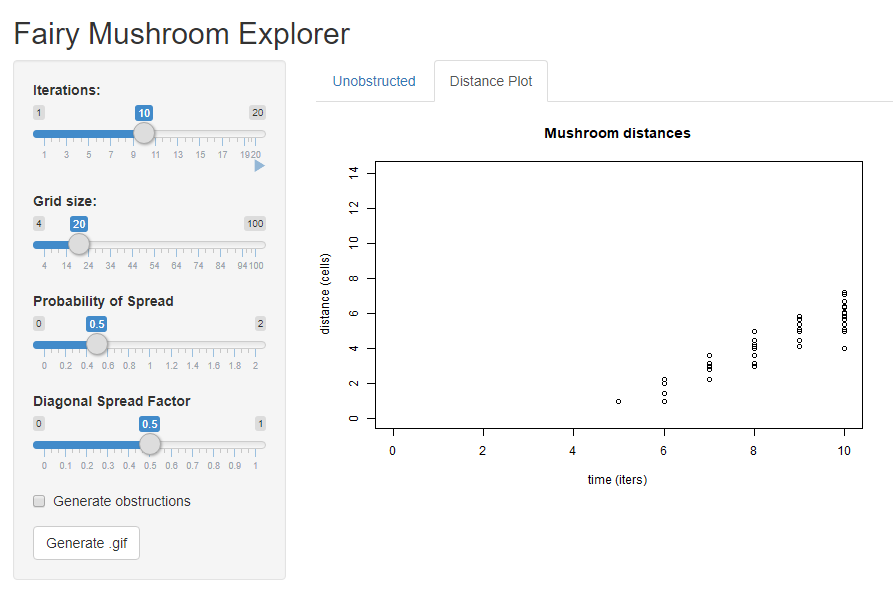 Fairy Mushroom Explorer
Iterations:
1 10 20
1 3 5 7 9 11 13 15 17 19 20
Grid size:
4 20 100
4 14 24 34 44 54 64 74 84 94 100
Probability of Spread
0 0.5 2
0 0.2 0.4 0.6 0.8 1 1.2 1.4 1.6 1.8 2
Diagonal Spread Factor
0 0.5 1
0 0.1 0.2 0.3 0.4 0.5 0.6 0.7 0.8 0.9 1
Generate obstructions
Generate .gif
Unobstructed
Distance Plot
Mushroom distances
distance (cells)
14
12
10
8
6
4
2
0
0 2 4 6 8 10
time (iters)